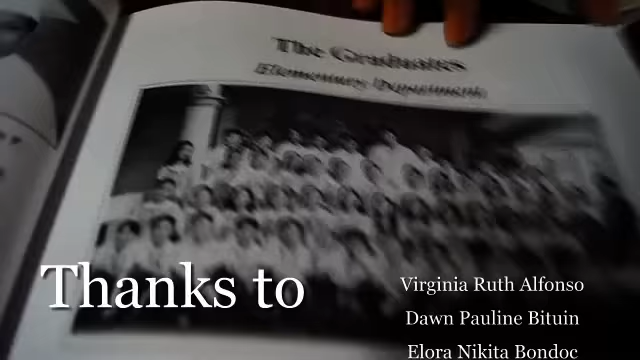 The Graduates
Elementary Department
Thanks to
Virginia Ruth Alfonso
Dawn Pauline Bituin
Elora Nikita Bondoc